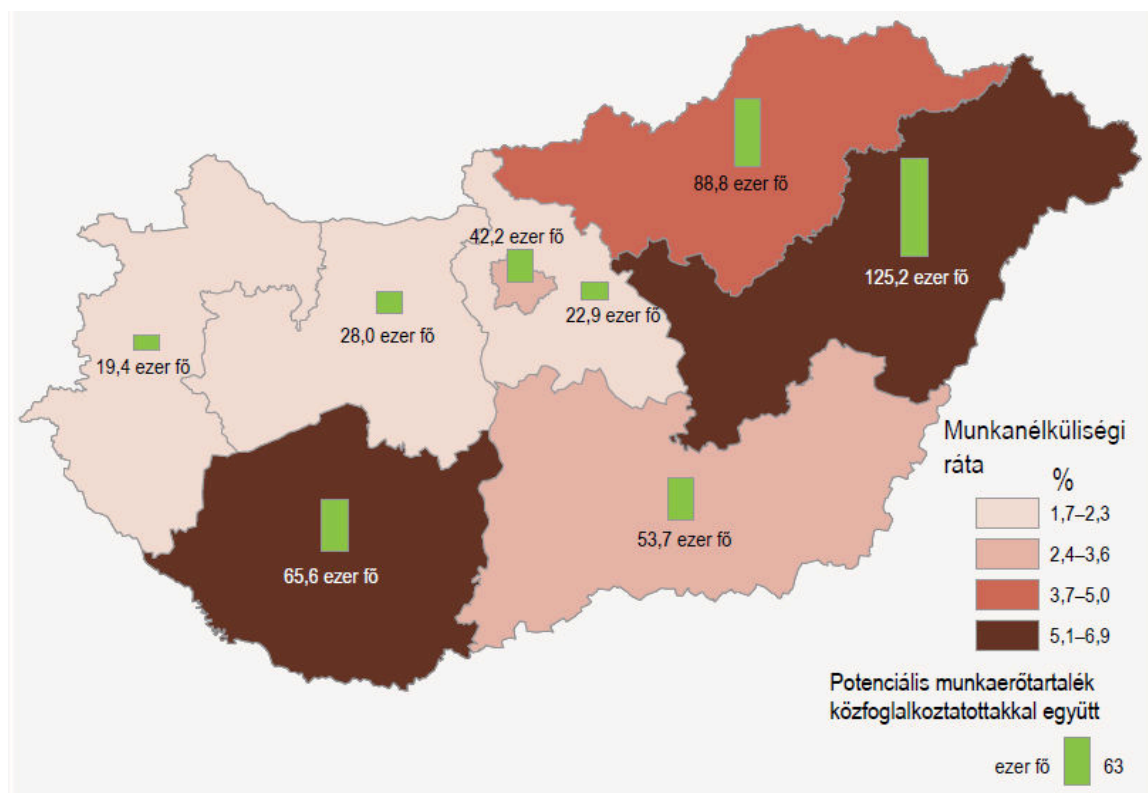 88,8 ezer fő
42,2 ezer fő
125,2 ezer fő
22,9 ezer fő
28,0 ezer fő
19,4 ezer fő
53,7 ezer fő
65,6 ezer fő
Munkanélküliségi
ráta
%
1,7–2,3
2,4–3,6
3,7–5,0
5,1–6,9
Potenciális munkaerőtartalék
közfoglalkoztatottakkal együtt
ezer fő 63